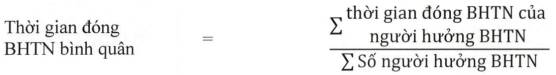 Thời gian đóng
BHTN bình quân
=
∑ thời gian đóng BHTN của
người hưởng BHTN
∑ Số người hưởng BHTN